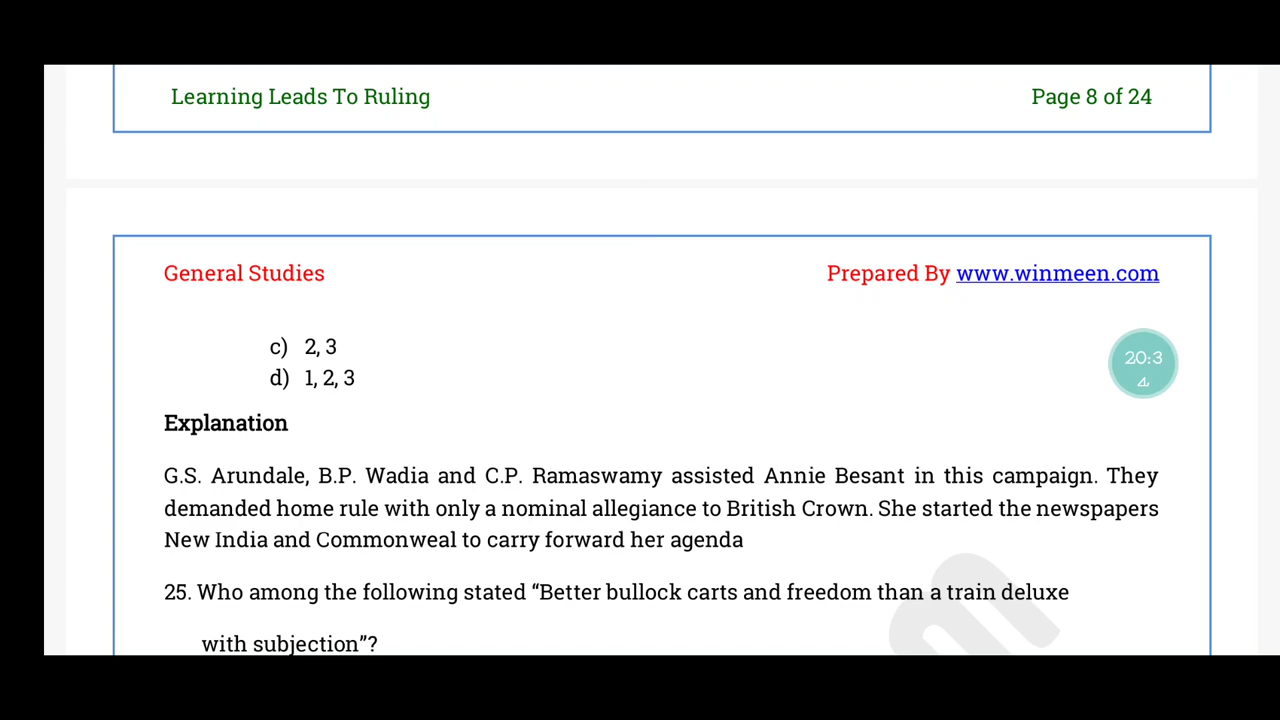 Learning Leads To Ruling Page 8 of 24
General Studies Prepared By www.winmeen.com
c) 2, 3
d) 1, 2, 3
20:3
4
Explanation
G.S. Arundale, B.P. Wadia and C.P. Ramaswamy assisted Annie Besant in this campaign. They
demanded home rule with only a nominal allegiance to British Crown. She started the newspapers
New India and Commonweal to carry forward her agenda
25. Who among the following stated “Better bullock carts and freedom than a train deluxe
with subjection”?